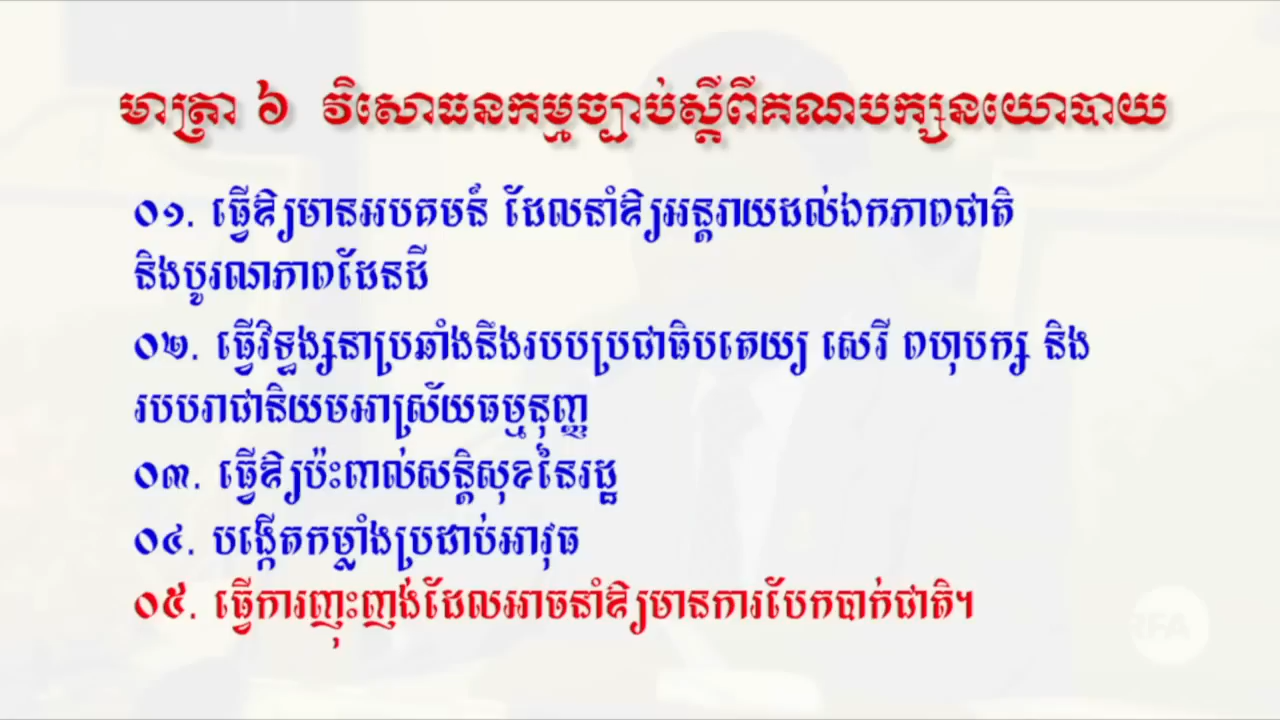 មាត្រា ៦ វិសោធនកម្មច្បាប់ស្តីពីគណបក្សនយោបាយ
០១. ធ្វើឱ្យមានអបគមន៍ ដែលនាំឱ្យអន្តរាយដល់ឯកភាពជាតិ
និងបូរណភាពដែនដី
០២. ធ្វើវិទ្ធង្សនាប្រឆាំងនឹងរបបប្រជាធិបតេយ្យ សេរី ពហុបក្ស និង
របបរាជានិយមអាស្រ័យធម្មនុញ្ញ
០៣. ធ្វើឱ្យប៉ះពាល់សន្តិសុខនៃរដ្ឋ
០៤. បង្កើតកម្លាំងប្រដាប់អាវុធ
០៥. ធ្វើការញុះញង់ដែលអាចនាំឱ្យមានការបែកបាក់ជាតិ។
RFA